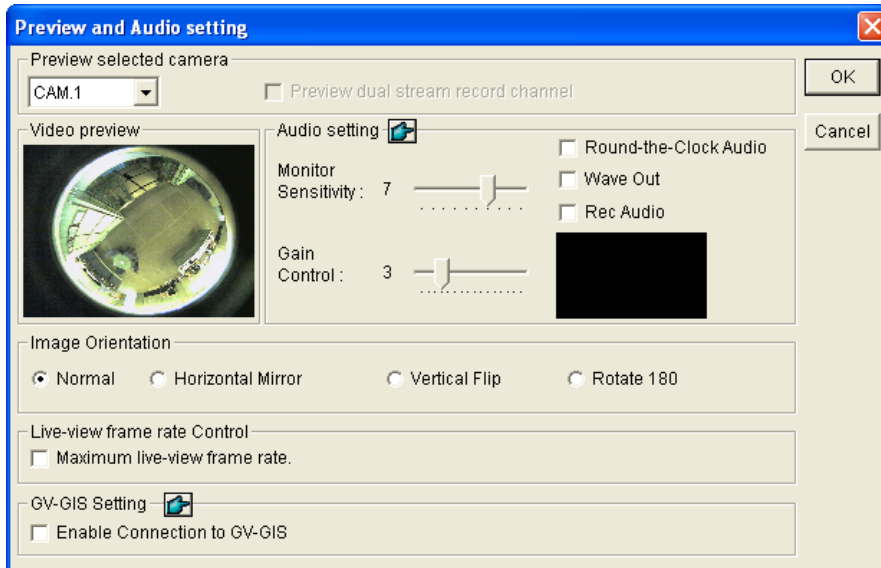 Preview and Audio setting
Preview selected camera
CAM.1
Preview dual stream record channel
OK
Cancel
Video preview
Audio setting
Monitor
Sensitivity : 7
Round-the-Clock Audio
Wave Out
Rec Audio
Gain
Control : 3
Image Orientation
Normal Horizontal Mirror Vertical Flip Rotate 180
Live-view frame rate Control
Maximum live-view frame rate.
GV-GIS Setting
Enable Connection to GV-GIS